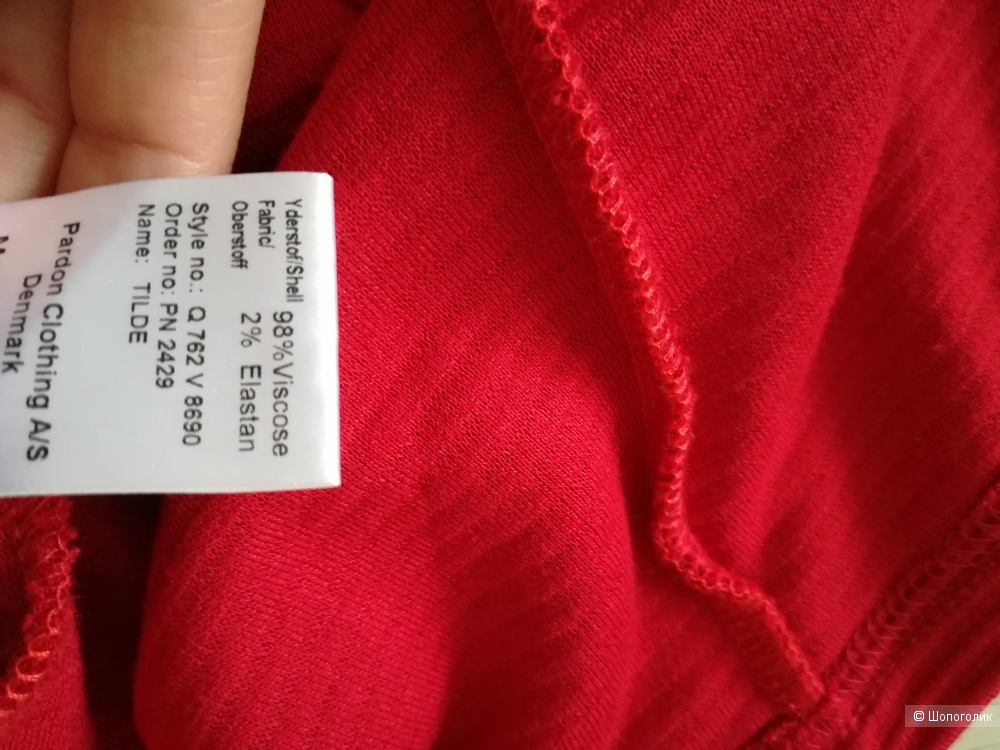 Yderstof/Shell 98%Viscose
Fabric/
Oberstoff 2% Elastan
Style no.: Q 762 V 8690
Order no: PN 2429
Name: TILDE
Pardon Clothing A/S
Denmark
© Шопоголик